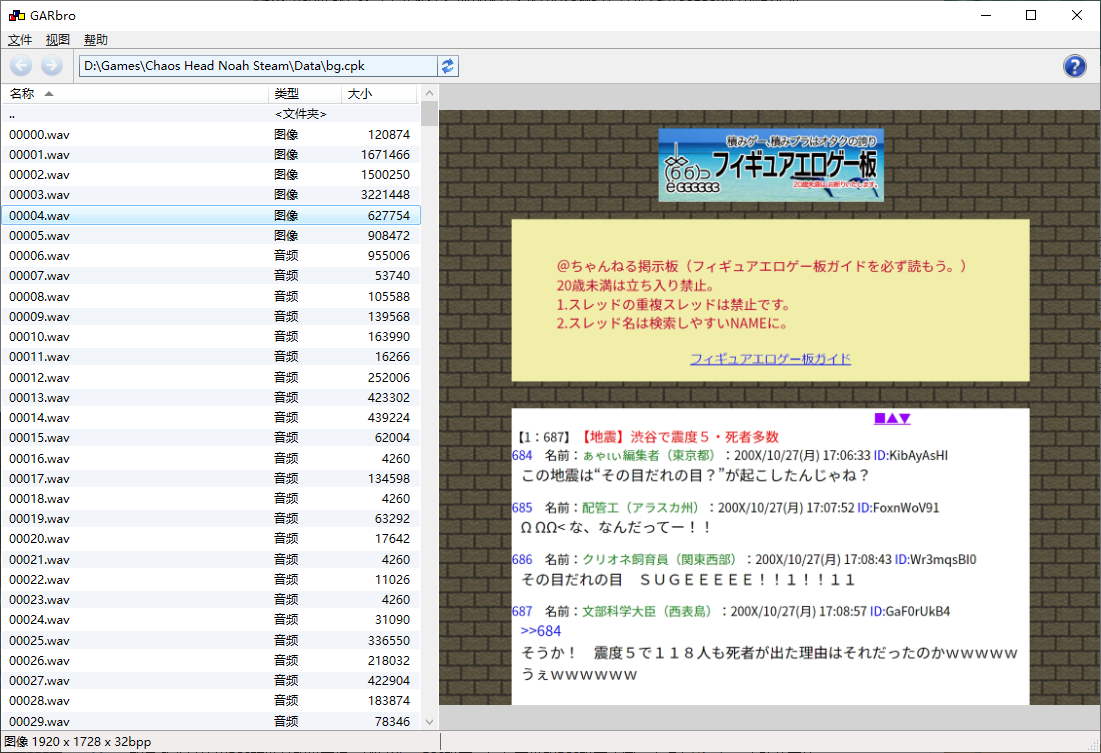 GARbro
文件 视图 帮助
D:\Games\Chaos Head Noah Steam\Data\bg.cpk
名称 类型 大小
.. <文件夹>
00000.wav 图像 120874
00001.wav 图像 1671466
00002.wav 图像 1500250
00003.wav 图像 3221448
00004.wav 图像 627754
00005.wav 图像 908472
00006.wav 音频 955006
00007.wav 音频 53740
00008.wav 音频 105588
00009.wav 音频 139568
00010.wav 音频 163990
00011.wav 音频 16266
00012.wav 音频 252006
00013.wav 音频 423302
00014.wav 音频 439224
00015.wav 音频 62004
00016.wav 音频 4260
00017.wav 音频 134598
00018.wav 音频 4260
00019.wav 音频 63292
00020.wav 音频 17642
00021.wav 音频 4260
00022.wav 音频 11026
00023.wav 音频 4260
00024.wav 音频 31090
00025.wav 音频 336550
00026.wav 音频 218032
00027.wav 音频 422904
00028.wav 音频 183874
00029.wav 音频 78346
積みゲー、積みプラはオタクの誇り
フィギュアエロゲー板
20歳未満はお断りいたします。
@ちゃんねる掲示板（フィギュアエロゲー板ガイドを必ず読もう。）
20歳未満は立ち入り禁止。
1.スレッドの重複スレッドは禁止です。
2.スレッド名は検索しやすいNAMEに。
フィギュアエロゲー板ガイド
■▲▼
【1：687】【地震】渋谷で震度５・死者多数
684 名前：ぁゃιぃ編集者（東京都）：200X/10/27(月) 17:06:33 ID:KibAyAsHI
この地震は“その目だれの目？”が起こしたんじゃね？
685 名前：配管工（アラスカ州）：200X/10/27(月) 17:07:52 ID:FoxnWoV91
Ω ΩΩ< な、なんだってー！！
686 名前：クリオネ飼育員（関東西部）：200X/10/27(月) 17:08:43 ID:Wr3mqsBI0
その目だれの目　ＳＵＧＥＥＥＥＥ！！１！！１１
687 名前：文部科学大臣（西表島）：200X/10/27(月) 17:08:57 ID:GaF0rUkB4
>>684
そうか！　震度５で１１８人も死者が出た理由はそれだったのかｗｗｗｗｗ
うぇｗｗｗｗｗｗ
图像 1920 x 1728 x 32bpp